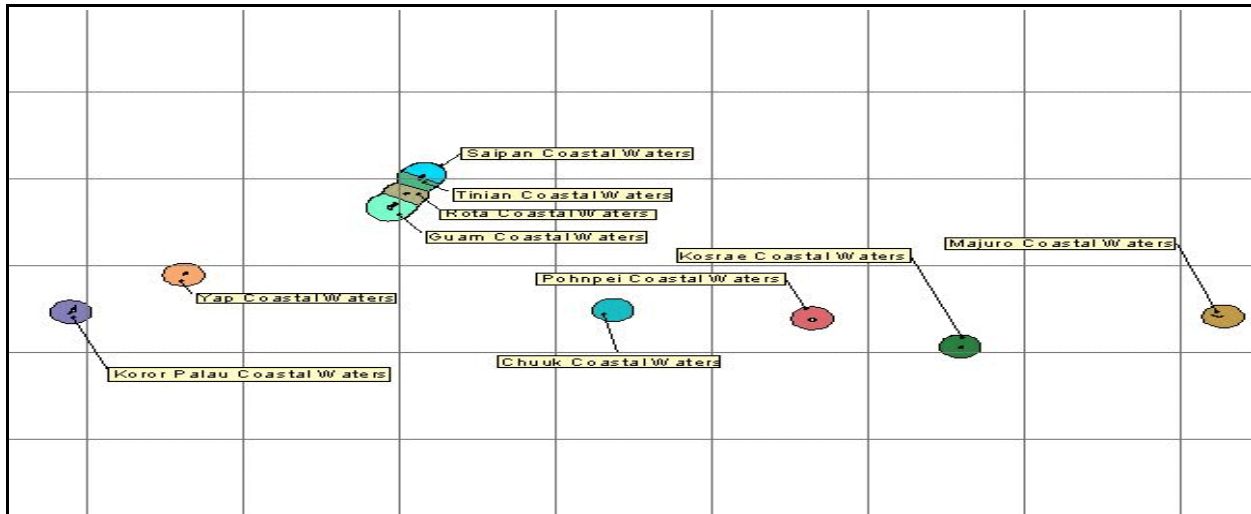 Saipan Coastal Waters
Tinian Coastal Waters
Rota Coastal Waters
Guam Coastal Waters
Majuro Coastal Waters
Kosrae Coastal Waters
Pohnpei Coastal Waters
Yap Coastal Waters
Chuuk Coastal Waters
Koror Palau Coastal Waters